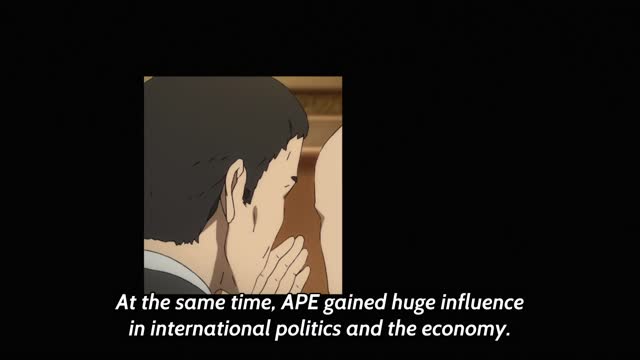 At the same time, APE gained huge influence
in international politics and the economy.